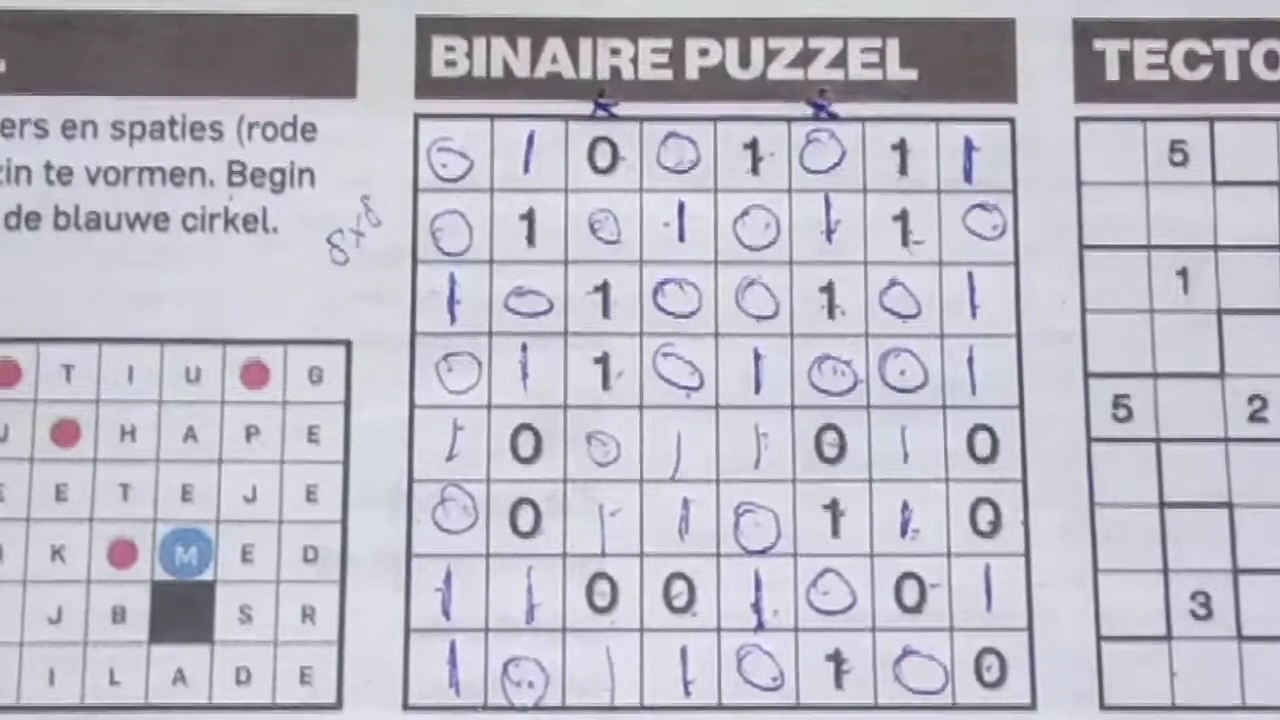 BINAIRE PUZZEL
TECTO
ers en spaties (rode
in te vormen. Begin
de blauwe cirkel.
8x8
0 1 0 0 1 0 1 1
0 1 0 1 0 1 1 0
1 0 1 0 0 1 0 1
0 1 1 0 1 0 0 1
1 0 0 1 1 0 1 0
0 0 1 1 0 1 1 0
1 1 0 0 1 0 0 1
1 0 1 1 0 1 0 0
T I U G
H A P E
E T E J E
K M E D
J B S R
I L A D E
5
1
5 2
3